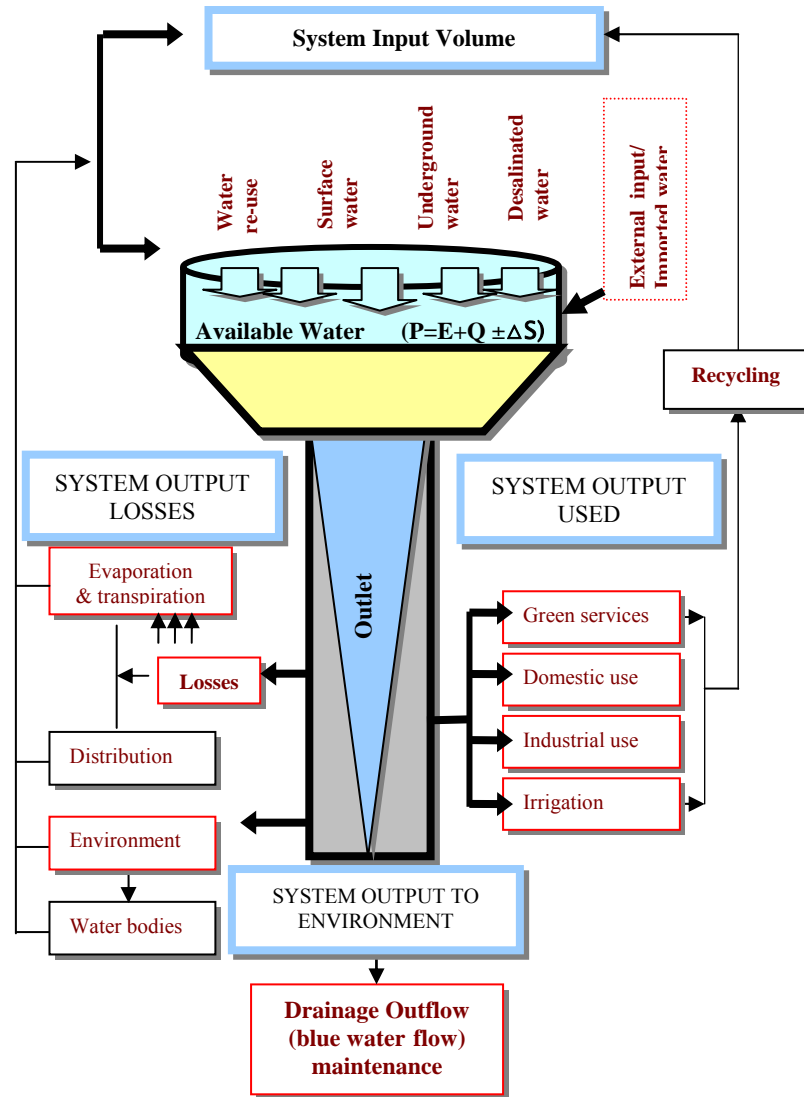 System Input Volume
Water
re-use
Surface
water
Underground
water
Desalinated
water
External input/
Imported water
Available Water (P=E+Q ±△S)
Recycling
SYSTEM OUTPUT
LOSSES
SYSTEM OUTPUT
USED
Evaporation
& transpiration
Outlet
Green services
Losses
Domestic use
Distribution
Industrial use
Irrigation
Environment
Water bodies
SYSTEM OUTPUT TO
ENVIRONMENT
Drainage Outflow
(blue water flow)
maintenance